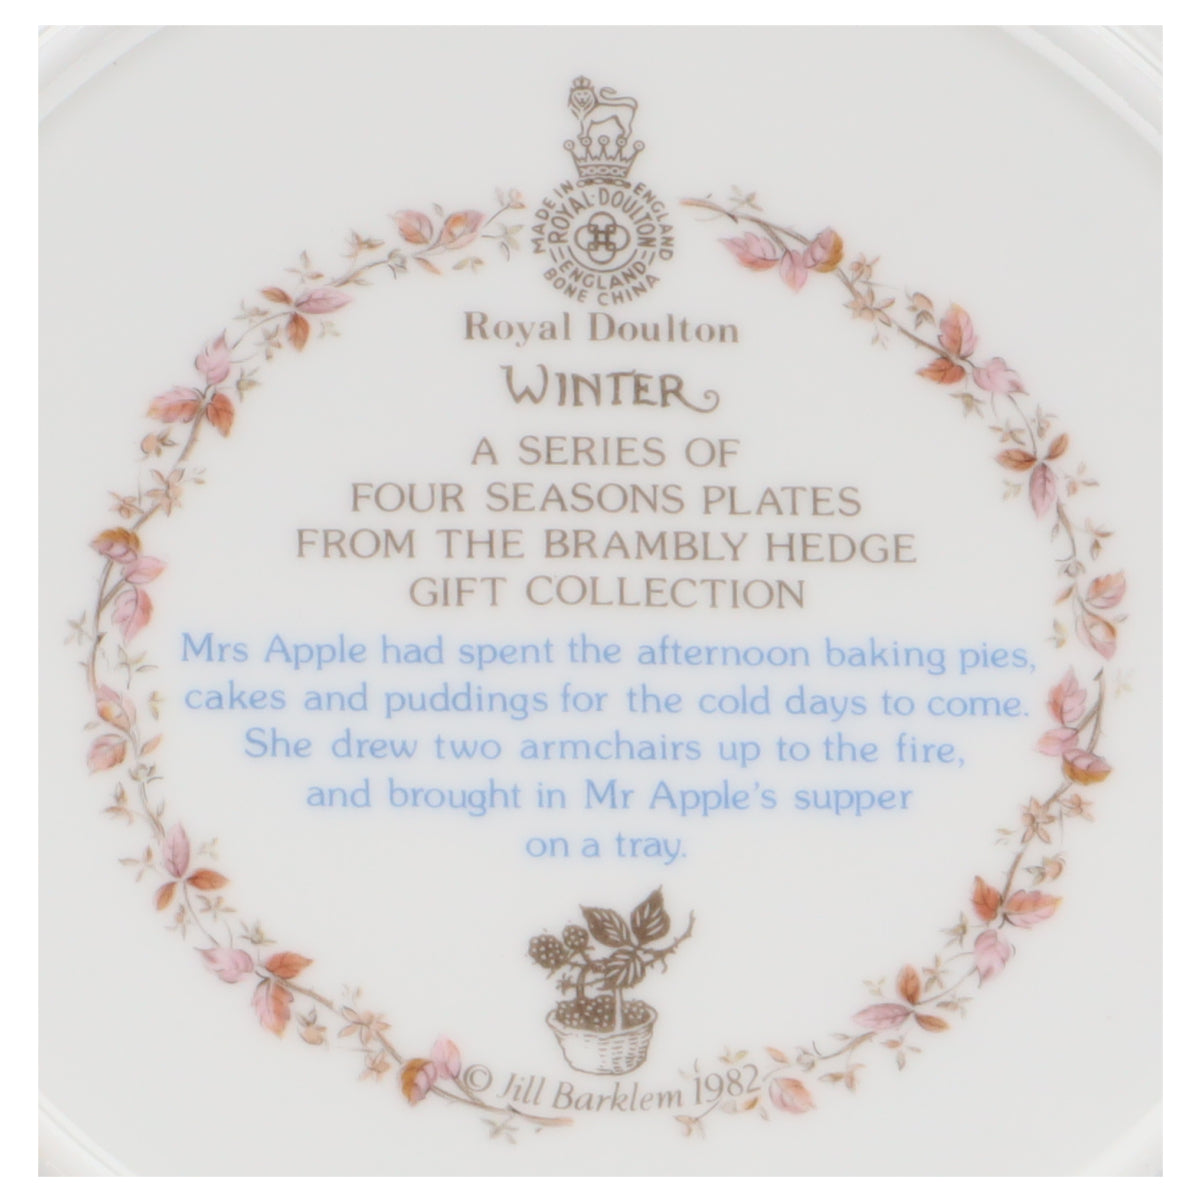 MADE IN ENGLAND
ROYAL·DOULTON
ENGLAND
BONE CHINA
Royal Doulton
WINTER
A SERIES OF
FOUR SEASONS PLATES
FROM THE BRAMBLY HEDGE
GIFT COLLECTION
Mrs Apple had spent the afternoon baking pies,
cakes and puddings for the cold days to come.
She drew two armchairs up to the fire,
and brought in Mr Apple's supper
on a tray.
© Jill Barklem 1982